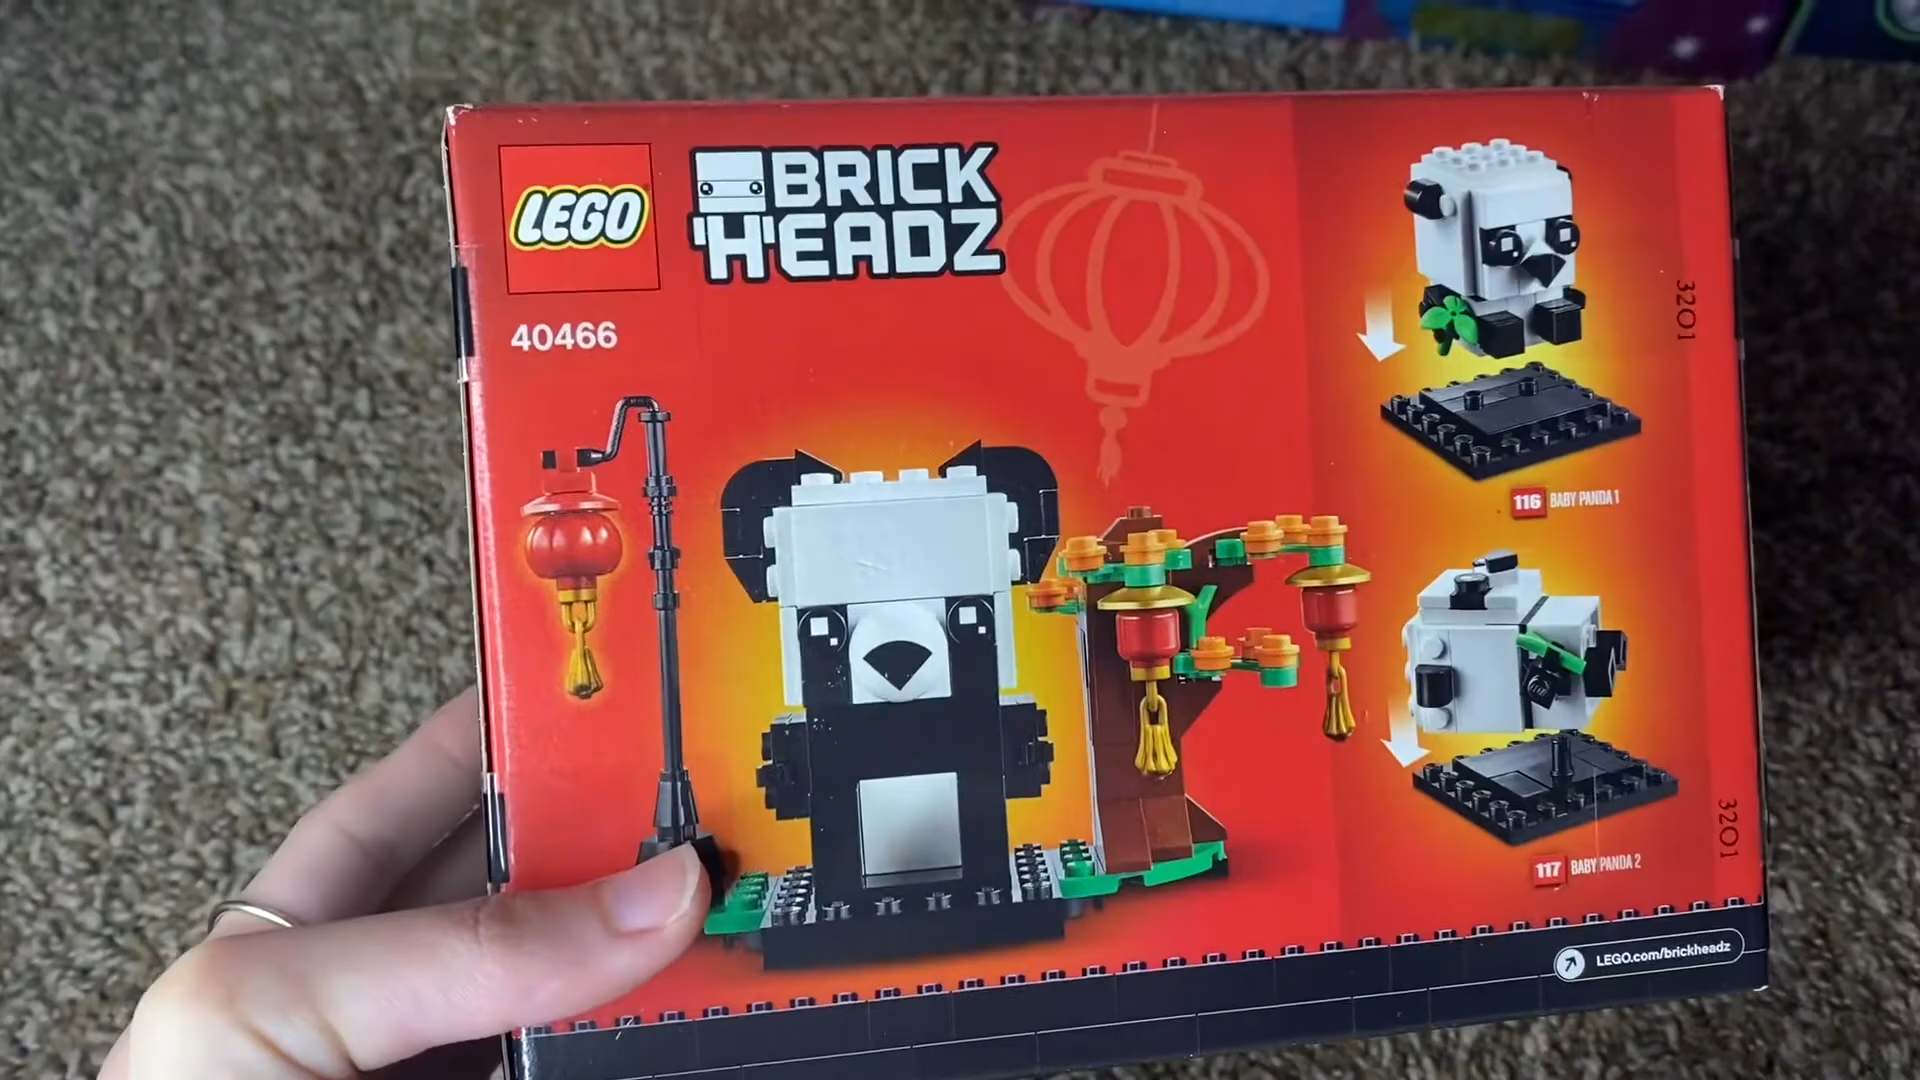 LEGO
BRICK
HEADZ
40466
3201
116 BABY PANDA 1
117 BABY PANDA 2
3201
LEGO.com/brickheadz